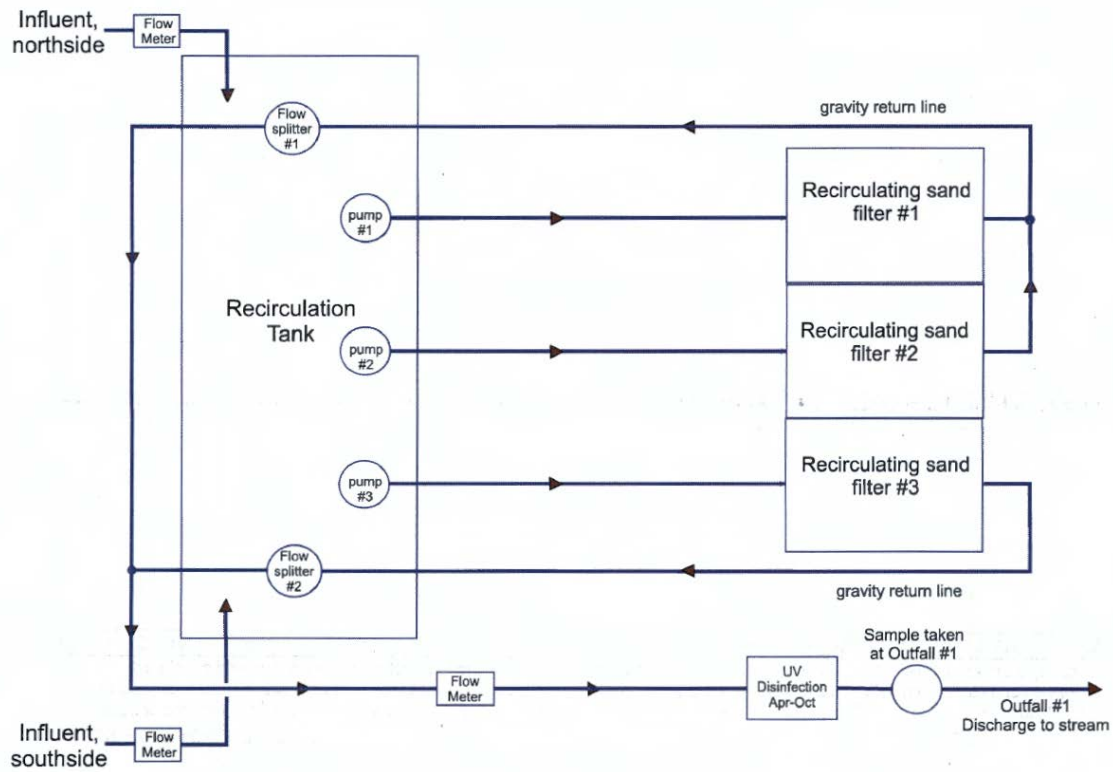 Influent,
northside
Flow
Meter
gravity return line
Flow
splitter
#1
Recirculating sand
filter #1
pump
#1
Recirculation
Tank
Recirculating sand
filter #2
pump
#2
Recirculating sand
filter #3
pump
#3
Flow
splitter
#2
gravity return line
Sample taken
at Outfall #1
Flow
Meter
UV
Disinfection
Apr-Oct
Outfall #1
Discharge to stream
Influent,
southside
Flow
Meter